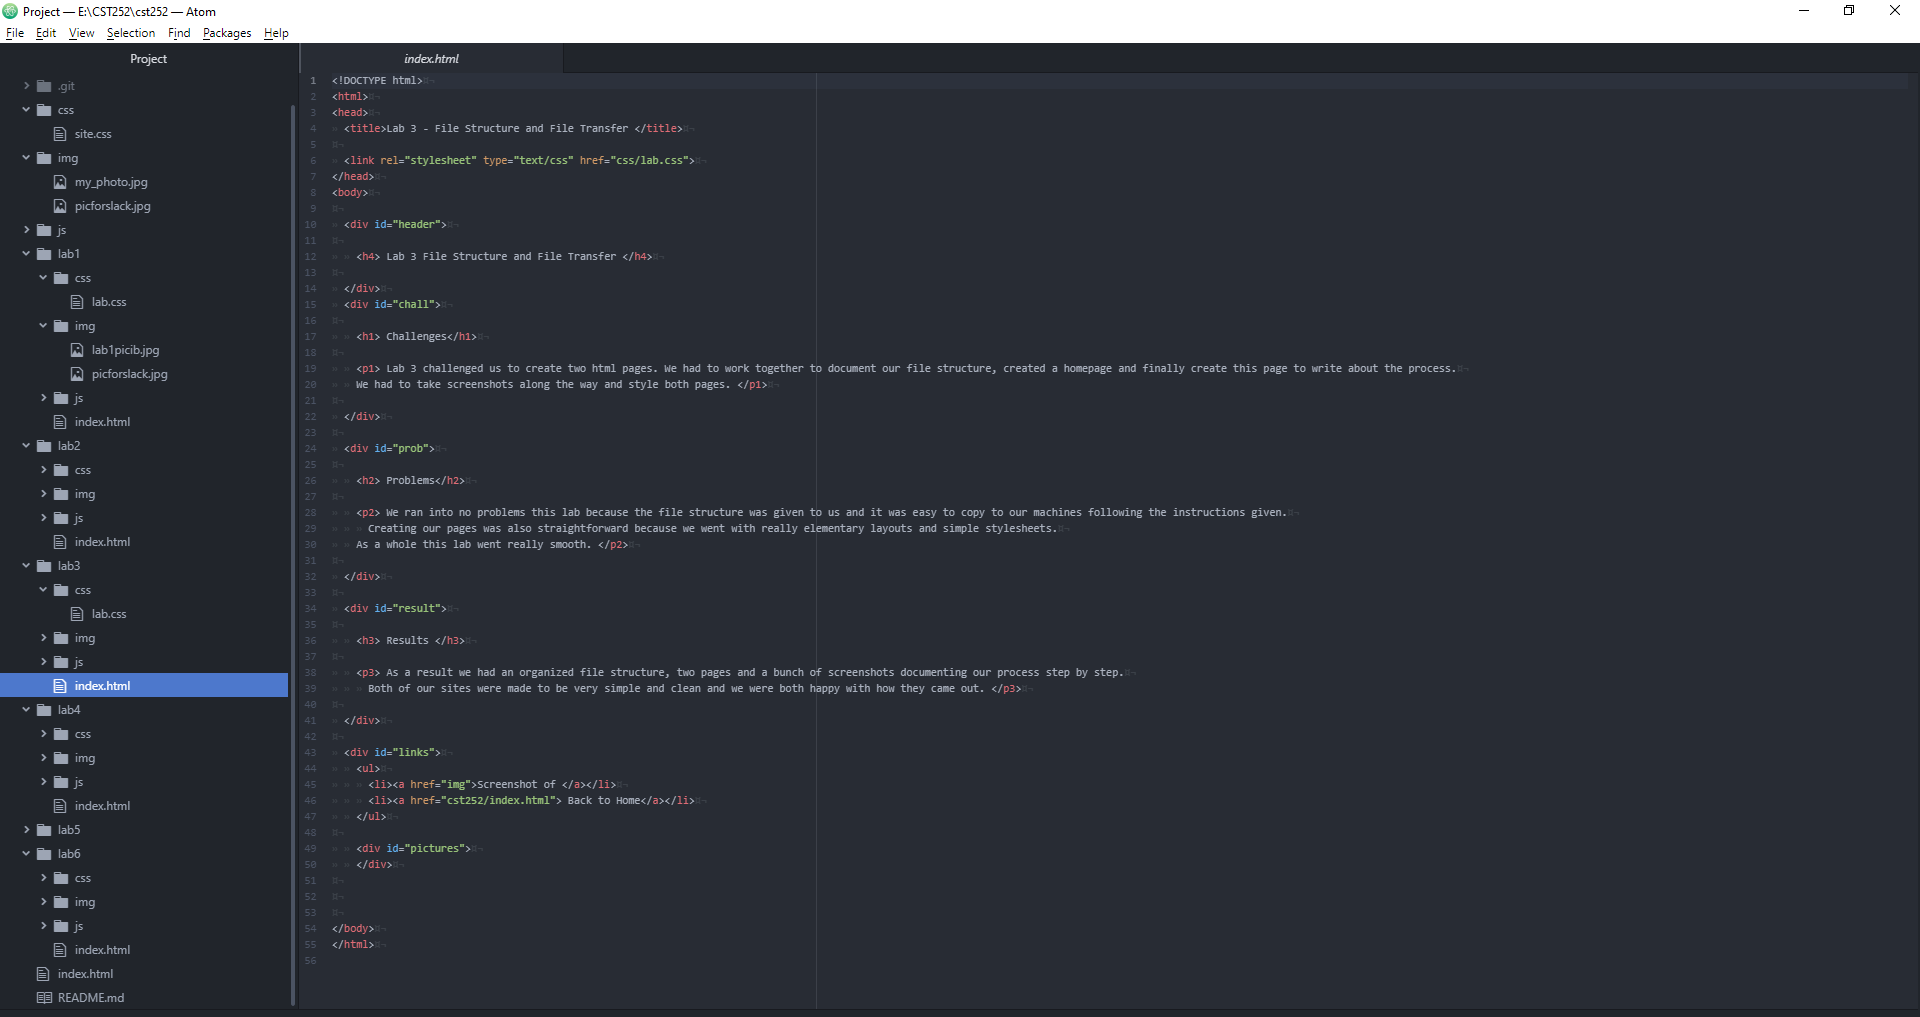 Project — E:\CST252\cst252 — Atom
File Edit View Selection Find Packages Help
Project
.git
css
site.css
img
my_photo.jpg
picforslack.jpg
js
lab1
css
lab.css
img
lab1picib.jpg
picforslack.jpg
js
index.html
lab2
css
img
js
index.html
lab3
css
lab.css
img
js
index.html
lab4
css
img
js
index.html
lab5
lab6
css
img
js
index.html
index.html
README.md
index.html
1 <!DOCTYPE html>
2 <html>
3 <head>
4 <title>Lab 3 - File Structure and File Transfer </title>
5
6 <link rel="stylesheet" type="text/css" href="css/lab.css">
7 </head>
8 <body>
9
10 <div id="header">
11
12 <h4> Lab 3 File Structure and File Transfer </h4>
13
14 </div>
15 <div id="chall">
16
17 <h1> Challenges</h1>
18
19 <p1> Lab 3 challenged us to create two html pages. We had to work together to document our file structure, created a homepage and finally create this page to write about the process.
20 We had to take screenshots along the way and style both pages. </p1>
21
22 </div>
23
24 <div id="prob">
25
26 <h2> Problems</h2>
27
28 <p2> We ran into no problems this lab because the file structure was given to us and it was easy to copy to our machines following the instructions given.
29 Creating our pages was also straightforward because we went with really elementary layouts and simple stylesheets.
30 As a whole this lab went really smooth. </p2>
31
32 </div>
33
34 <div id="result">
35
36 <h3> Results </h3>
37
38 <p3> As a result we had an organized file structure, two pages and a bunch of screenshots documenting our process step by step.
39 Both of our sites were made to be very simple and clean and we were both happy with how they came out. </p3>
40
41 </div>
42
43 <div id="links">
44 <ul>
45 <li><a href="img">Screenshot of </a></li>
46 <li><a href="cst252/index.html"> Back to Home</a></li>
47 </ul>
48
49 <div id="pictures">
50 </div>
51
52
53
54 </body>
55 </html>
56